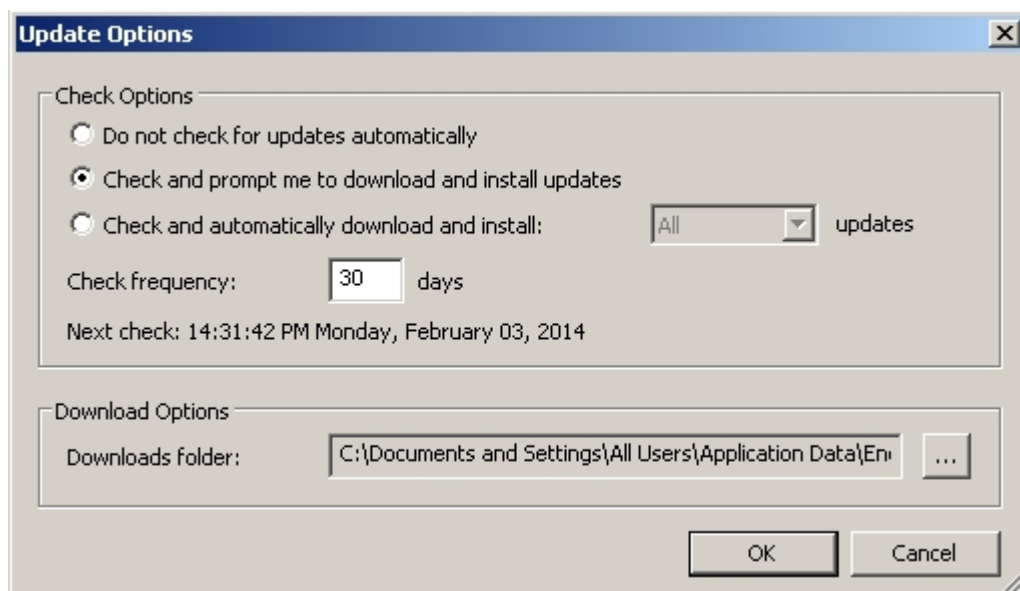 Update Options
Check Options
Do not check for updates automatically
Check and prompt me to download and install updates
Check and automatically download and install: All updates
Check frequency: 30 days
Next check: 14:31:42 PM Monday, February 03, 2014
Download Options
Downloads folder: C:\Documents and Settings\All Users\Application Data\En
...
OK Cancel